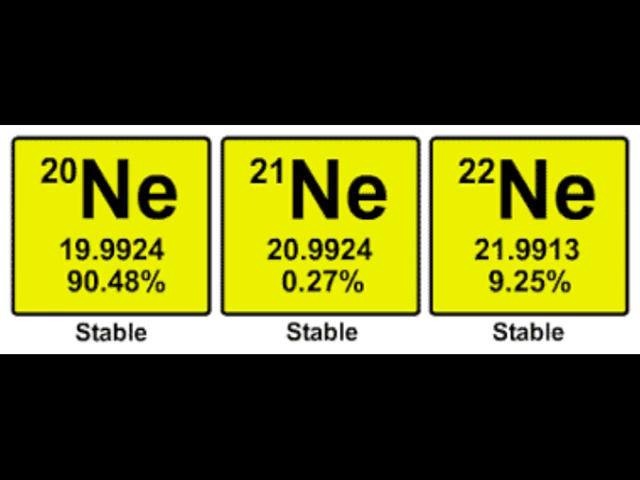 20Ne 21Ne 22Ne
19.9924 20.9924 21.9913
90.48% 0.27% 9.25%
Stable Stable Stable